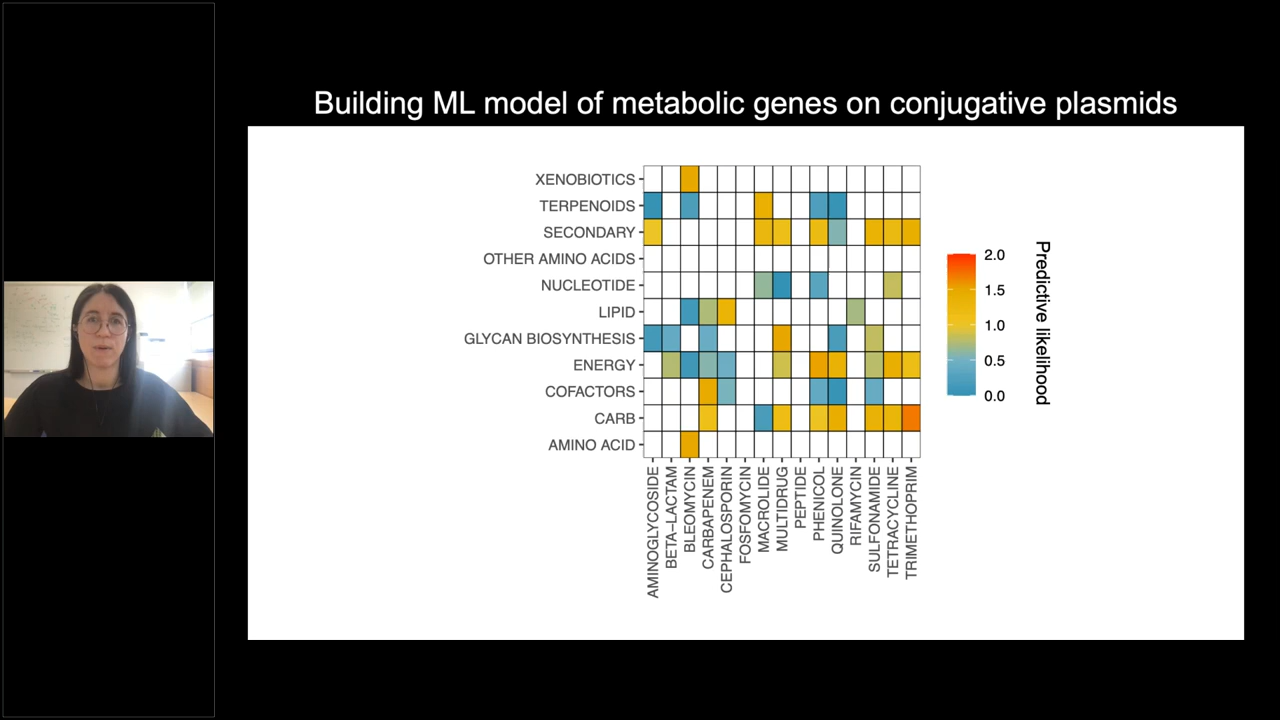 Building ML model of metabolic genes on conjugative plasmids
XENOBIOTICS
TERPENOIDS
SECONDARY
OTHER AMINO ACIDS
NUCLEOTIDE
LIPID
GLYCAN BIOSYNTHESIS
ENERGY
COFACTORS
CARB
AMINO ACID
AMINOGLYCOSIDE
BETA−LACTAM
BLEOMYCIN
CARBAPENEM
CEPHALOSPORIN
FOSFOMYCIN
MACROLIDE
MULTIDRUG
PEPTIDE
PHENICOL
QUINOLONE
RIFAMYCIN
SULFONAMIDE
TETRACYCLINE
TRIMETHOPRIM
2.0
1.5
1.0
0.5
0.0
Predictive likelihood